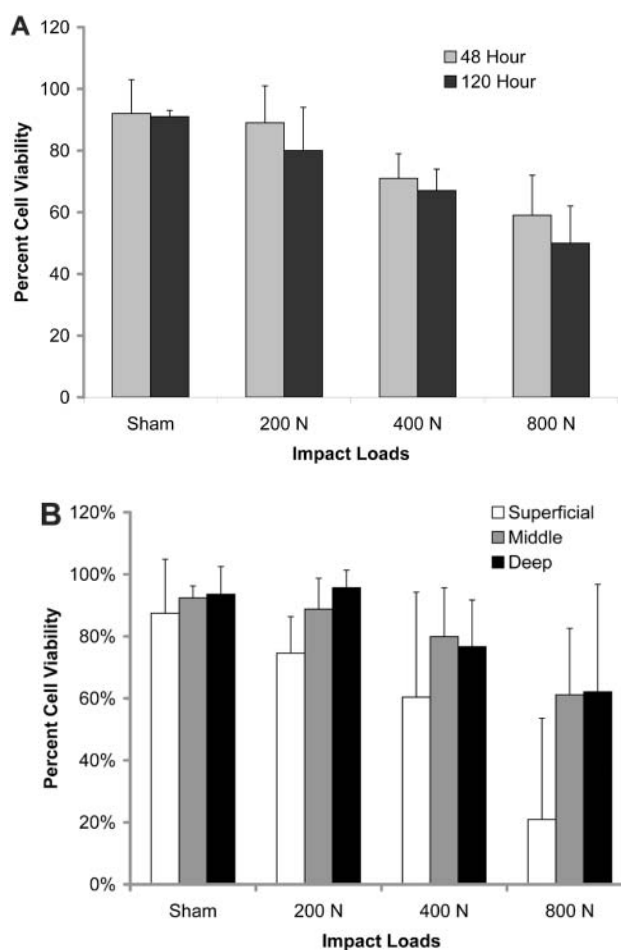 A
48 Hour
120 Hour
120
100
80
60
40
20
0
Percent Cell Viability
Sham 200 N 400 N 800 N
Impact Loads
B
Superficial
Middle
Deep
120%
100%
80%
60%
40%
20%
0%
Percent Cell Viability
Sham 200 N 400 N 800 N
Impact Loads